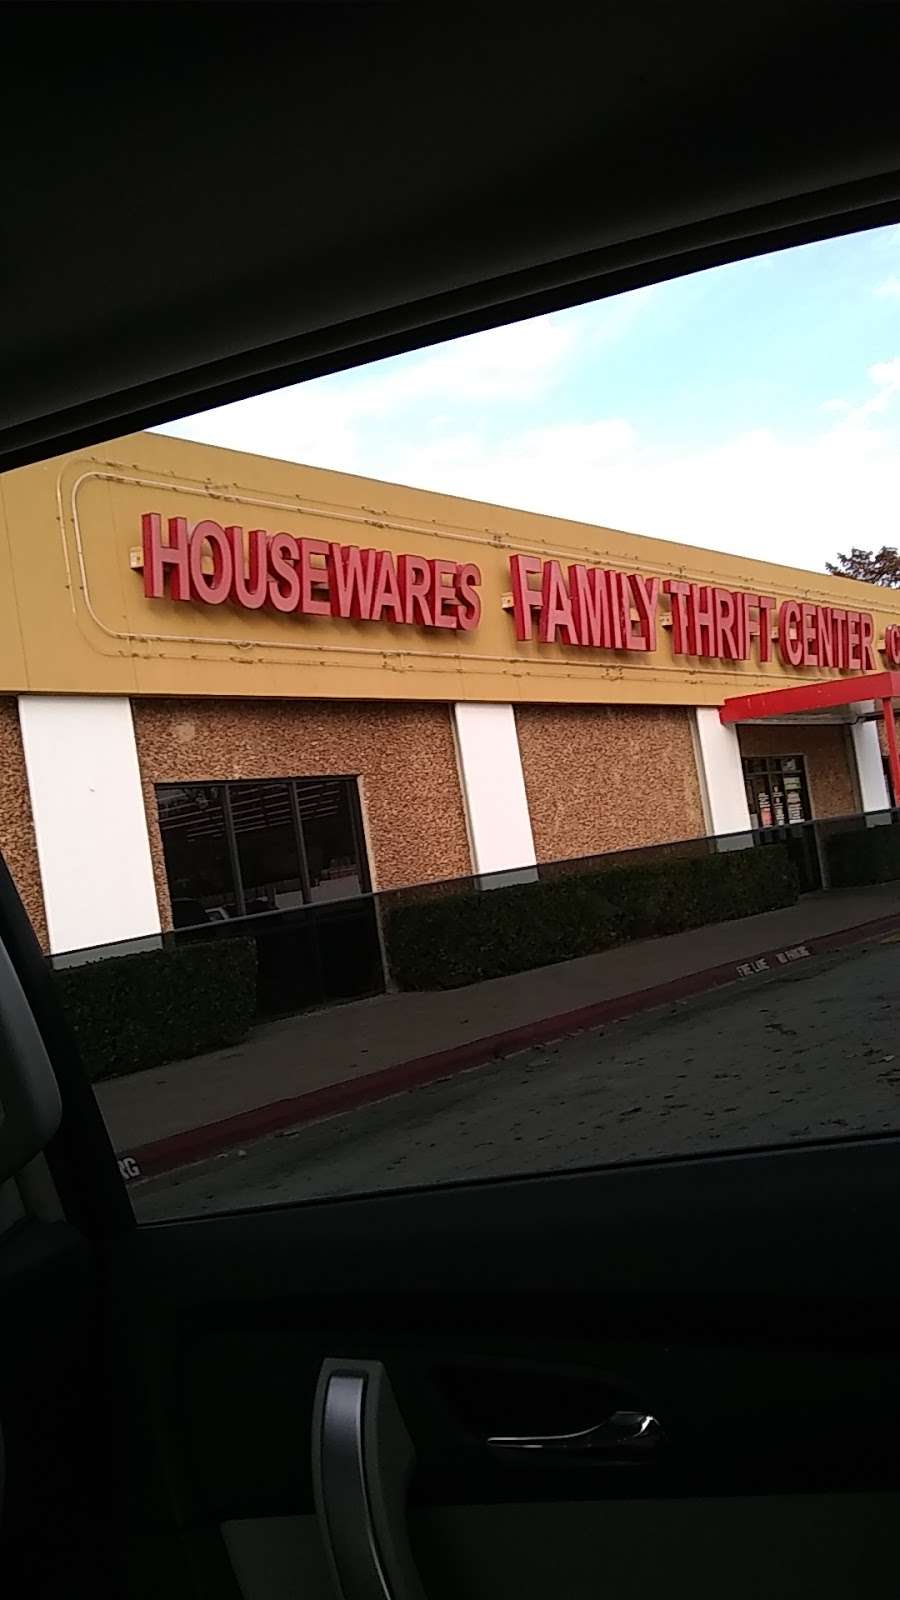 HOUSEWARES FAMILY THRIFT CENTER
FIRE LANE NO PARKING